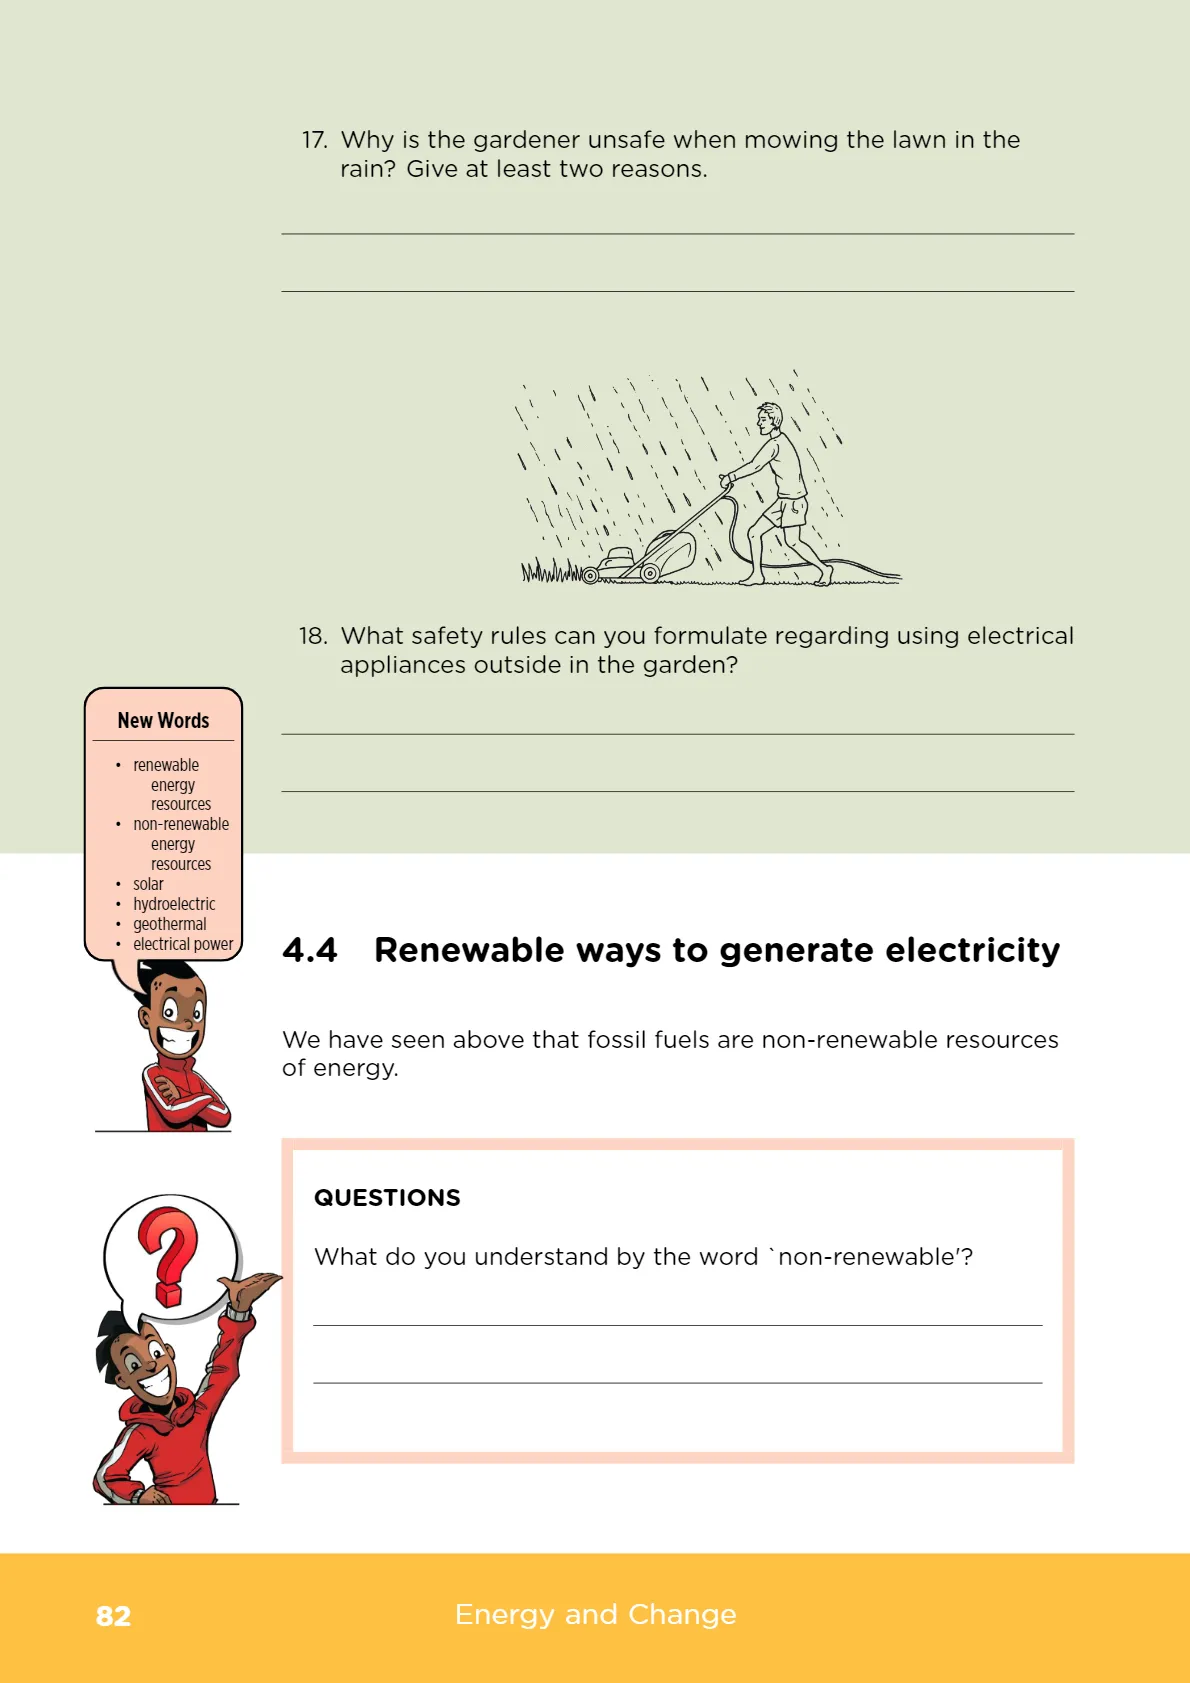 17. Why is the gardener unsafe when mowing the lawn in the
rain? Give at least two reasons.
18. What safety rules can you formulate regarding using electrical
appliances outside in the garden?
New Words
• renewable
energy
resources
• non-renewable
energy
resources
• solar
• hydroelectric
• geothermal
• electrical power
4.4 Renewable ways to generate electricity
We have seen above that fossil fuels are non-renewable resources
of energy.
QUESTIONS
What do you understand by the word `non-renewable'?
?
82 Energy and Change